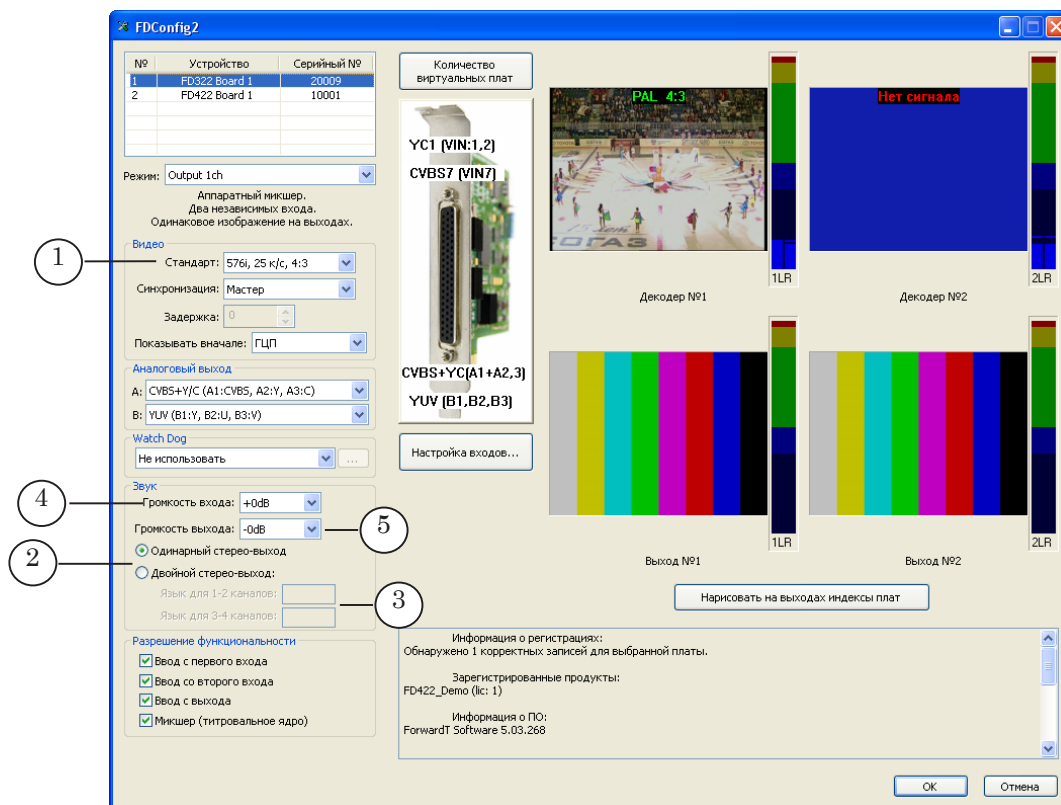 FDConfig2
№ Устройство Серийный №
1 FD322 Board 1 20009
2 FD422 Board 1 10001
Режим: Output 1ch
Аппаратный микшер.
Два независимых входа.
Одинаковое изображение на выходах.
1
Видео
Стандарт: 576i, 25 к/с, 4:3
Синхронизация: Мастер
Задержка: 0
Показывать вначале: ГЦП
Аналоговый выход
A: CVBS+Y/C (A1:CVBS, A2:Y, A3:C)
B: YUV (B1:Y, B2:U, B3:V)
Watch Dog
Не использовать ...
Звук
4
Громкость входа: +0dB
Громкость выхода: -0dB
5
2
Одинарный стерео-выход
Двойной стерео-выход:
Язык для 1-2 каналов:
Язык для 3-4 каналов:
3
Разрешение функциональности
Ввод с первого входа
Ввод со второго входа
Ввод с выхода
Микшер (титровальное ядро)
Количество
виртуальных плат
YC1 (VIN:1,2)
CVBS7 (VIN7)
CVBS+YC(A1+A2,3)
YUV (B1,B2,B3)
Настройка входов...
PAL 4:3
15 лет
ОГАЗ
1LR
Декодер №1
Нет сигнала
2LR
Декодер №2
1LR
Выход №1
2LR
Выход №2
Нарисовать на выходах индексы плат
Информация о регистрациях:
Обнаружено 1 корректных записей для выбранной платы.
Зарегистрированные продукты:
FD422_Demo (lic: 1)
Информация о ПО:
ForwardT Software 5.03.268
OK
Отмена